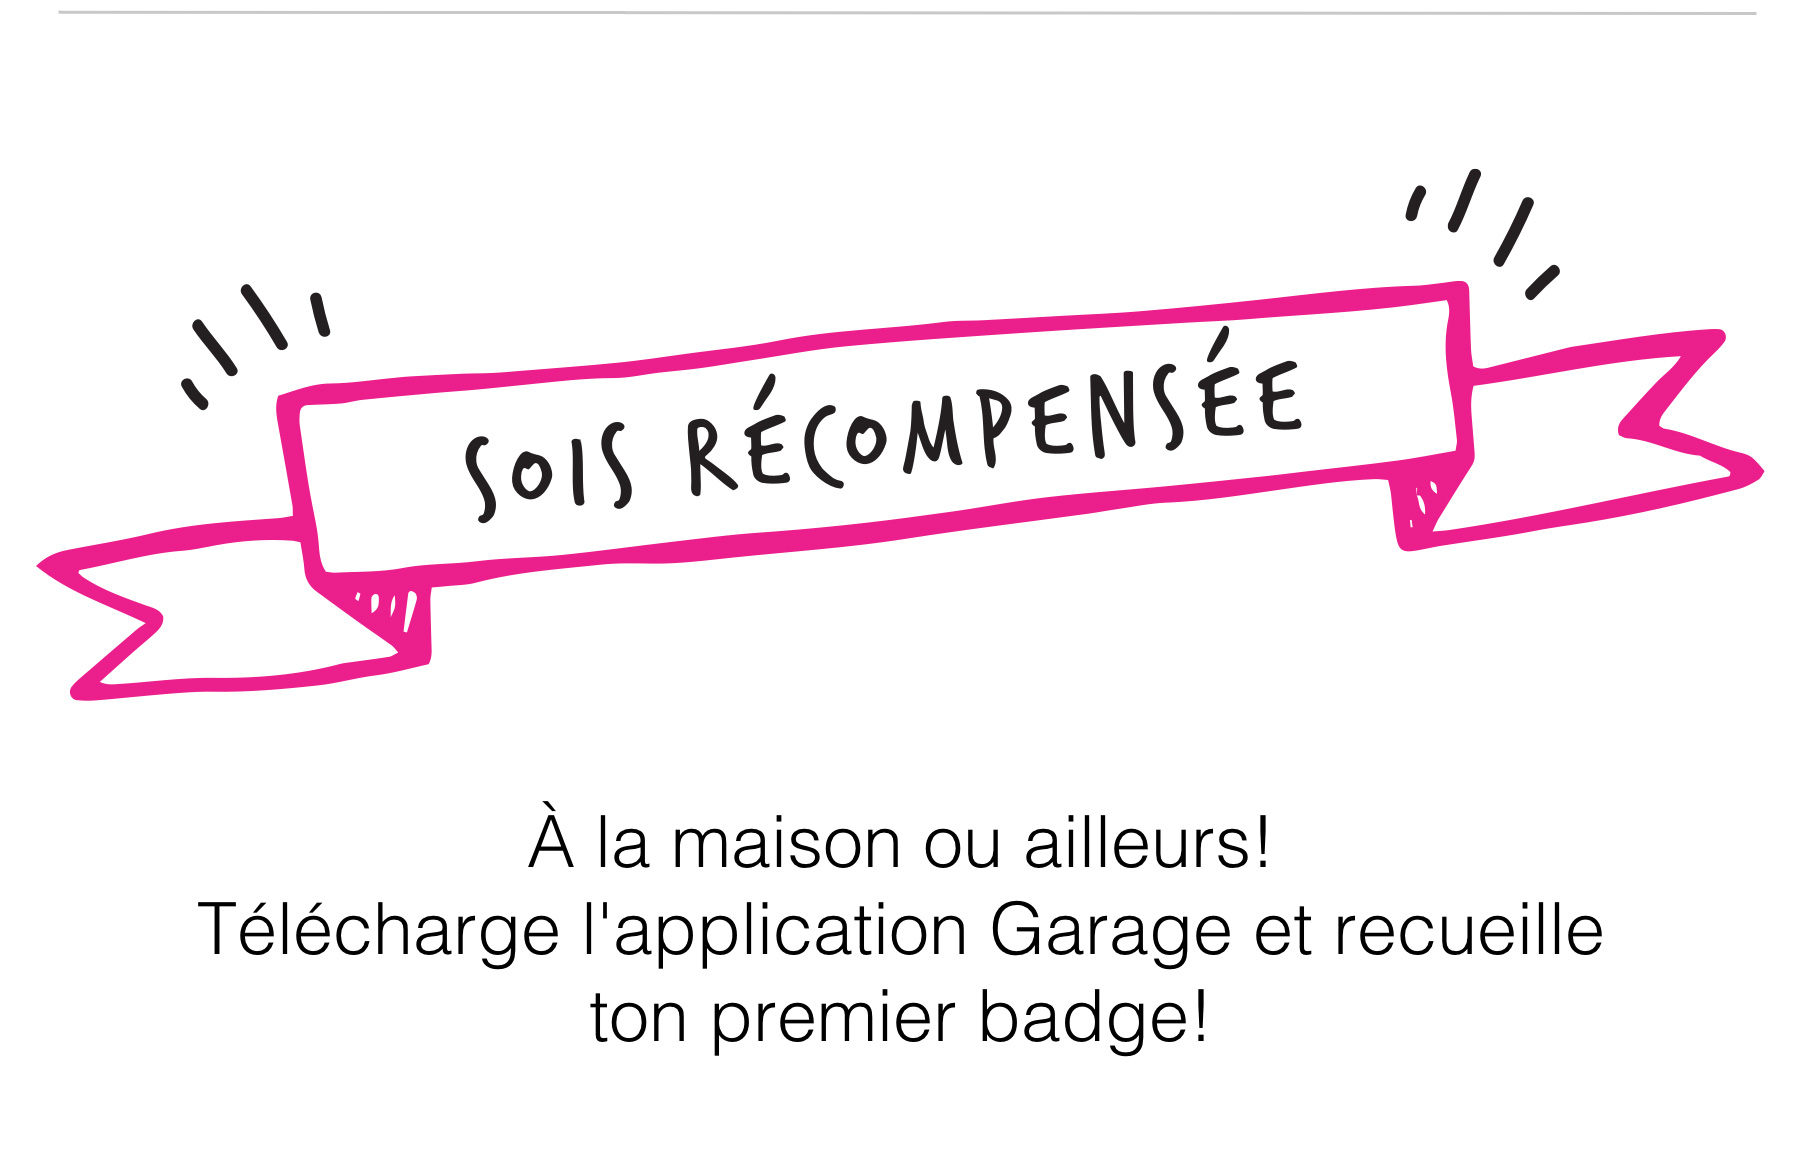 SOIS RÉCOMPENSÉE
À la maison ou ailleurs!
Télécharge l'application Garage et recueille
ton premier badge!